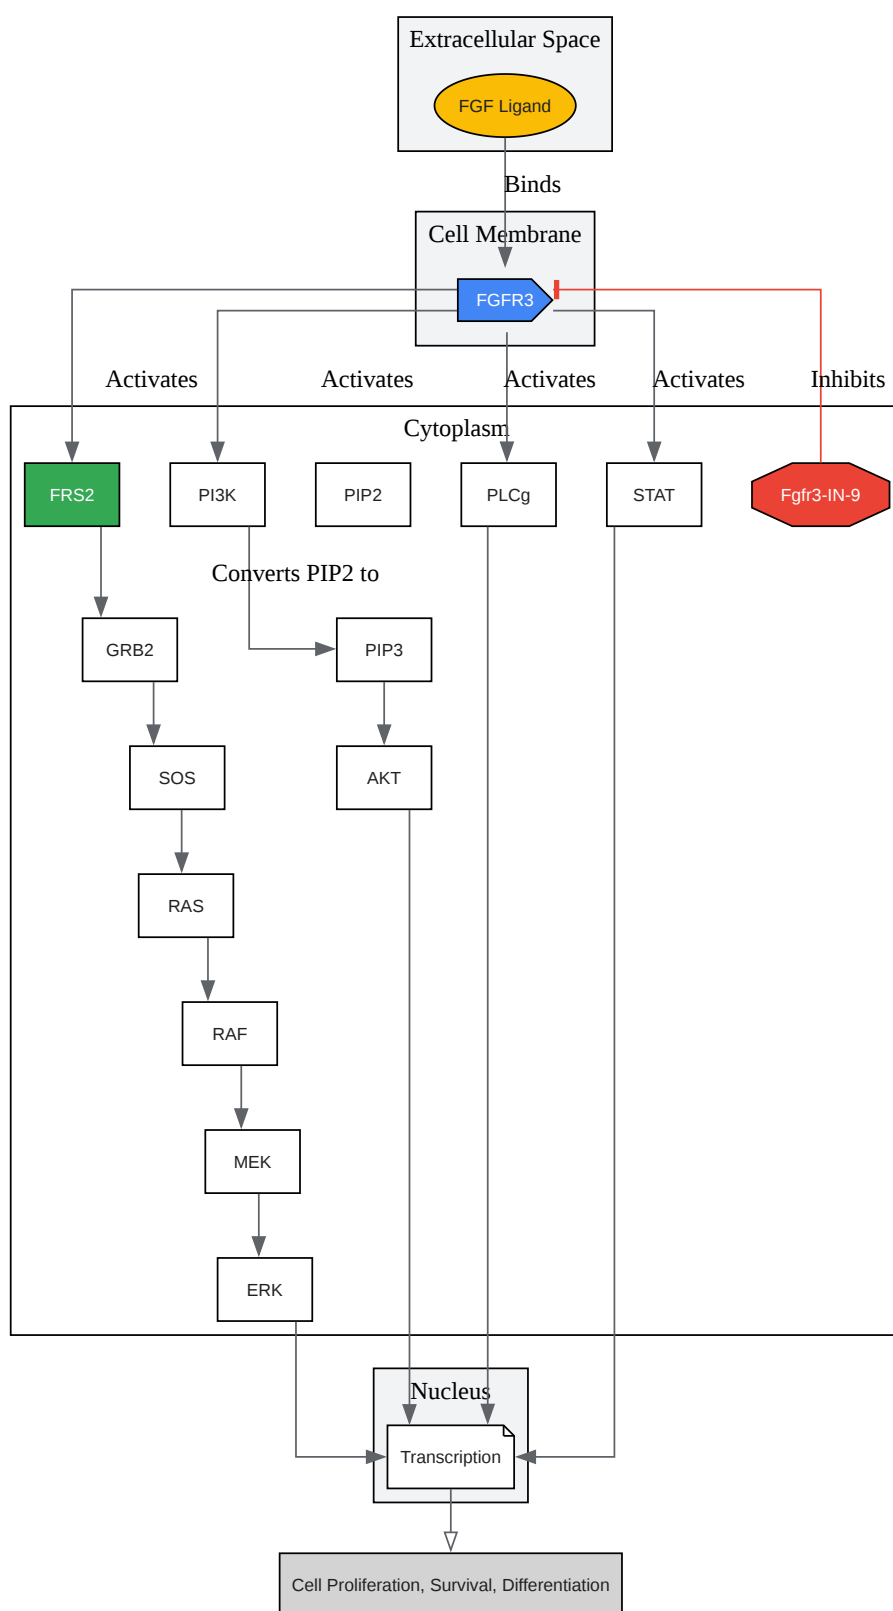 Extracellular Space
FGF Ligand
Binds
Cell Membrane
FGFR3
Activates
Activates
Activates
Activates
Inhibits
Cytoplasm
FRS2
PI3K
PIP2
PLCg
STAT
Fgfr3-IN-9
Converts PIP2 to
GRB2
PIP3
SOS
AKT
RAS
RAF
MEK
ERK
Nucleus
Transcription
Cell Proliferation, Survival, Differentiation